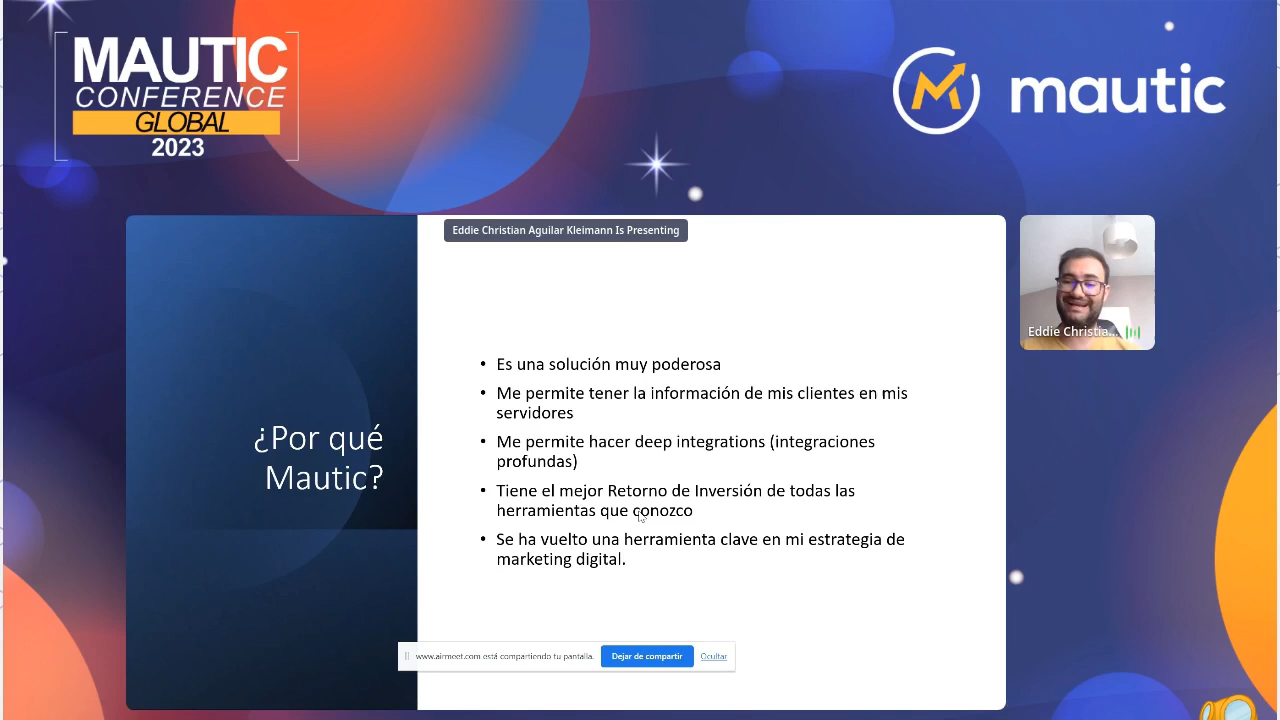 MAUTIC
CONFERENCE
GLOBAL
2023
mautic
Eddie Christian Aguilar Kleimann Is Presenting
¿Por qué
Mautic?
• Es una solución muy poderosa
• Me permite tener la información de mis clientes en mis
servidores
• Me permite hacer deep integrations (integraciones
profundas)
• Tiene el mejor Retorno de Inversión de todas las
herramientas que conozco
• Se ha vuelto una herramienta clave en mi estrategia de
marketing digital.
Eddie Christia...
www.airmeet.com está compartiendo tu pantalla. Dejar de compartir Ocultar